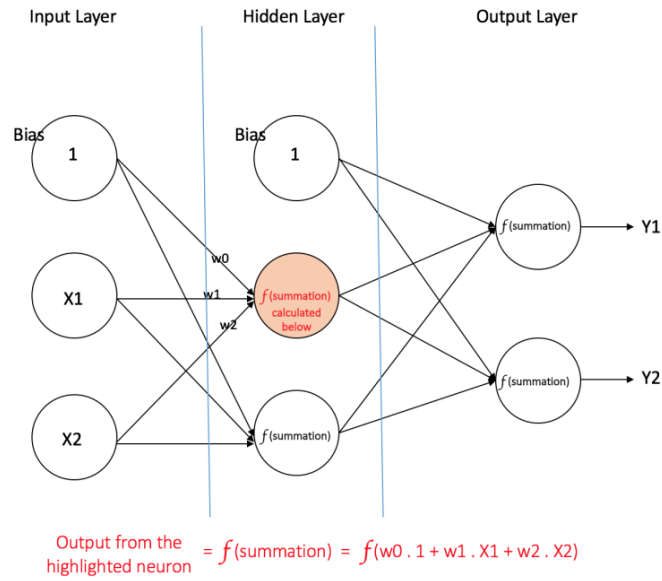 Input Layer
Hidden Layer
Output Layer
Bias
1
Bias
1
f(summation)
Y1
w0
X1
w1
f(summation)
calculated
below
w2
f(summation)
Y2
X2
f(summation)
Output from the
highlighted neuron
= f(summation) = f(w0 . 1 + w1 . X1 + w2 . X2)